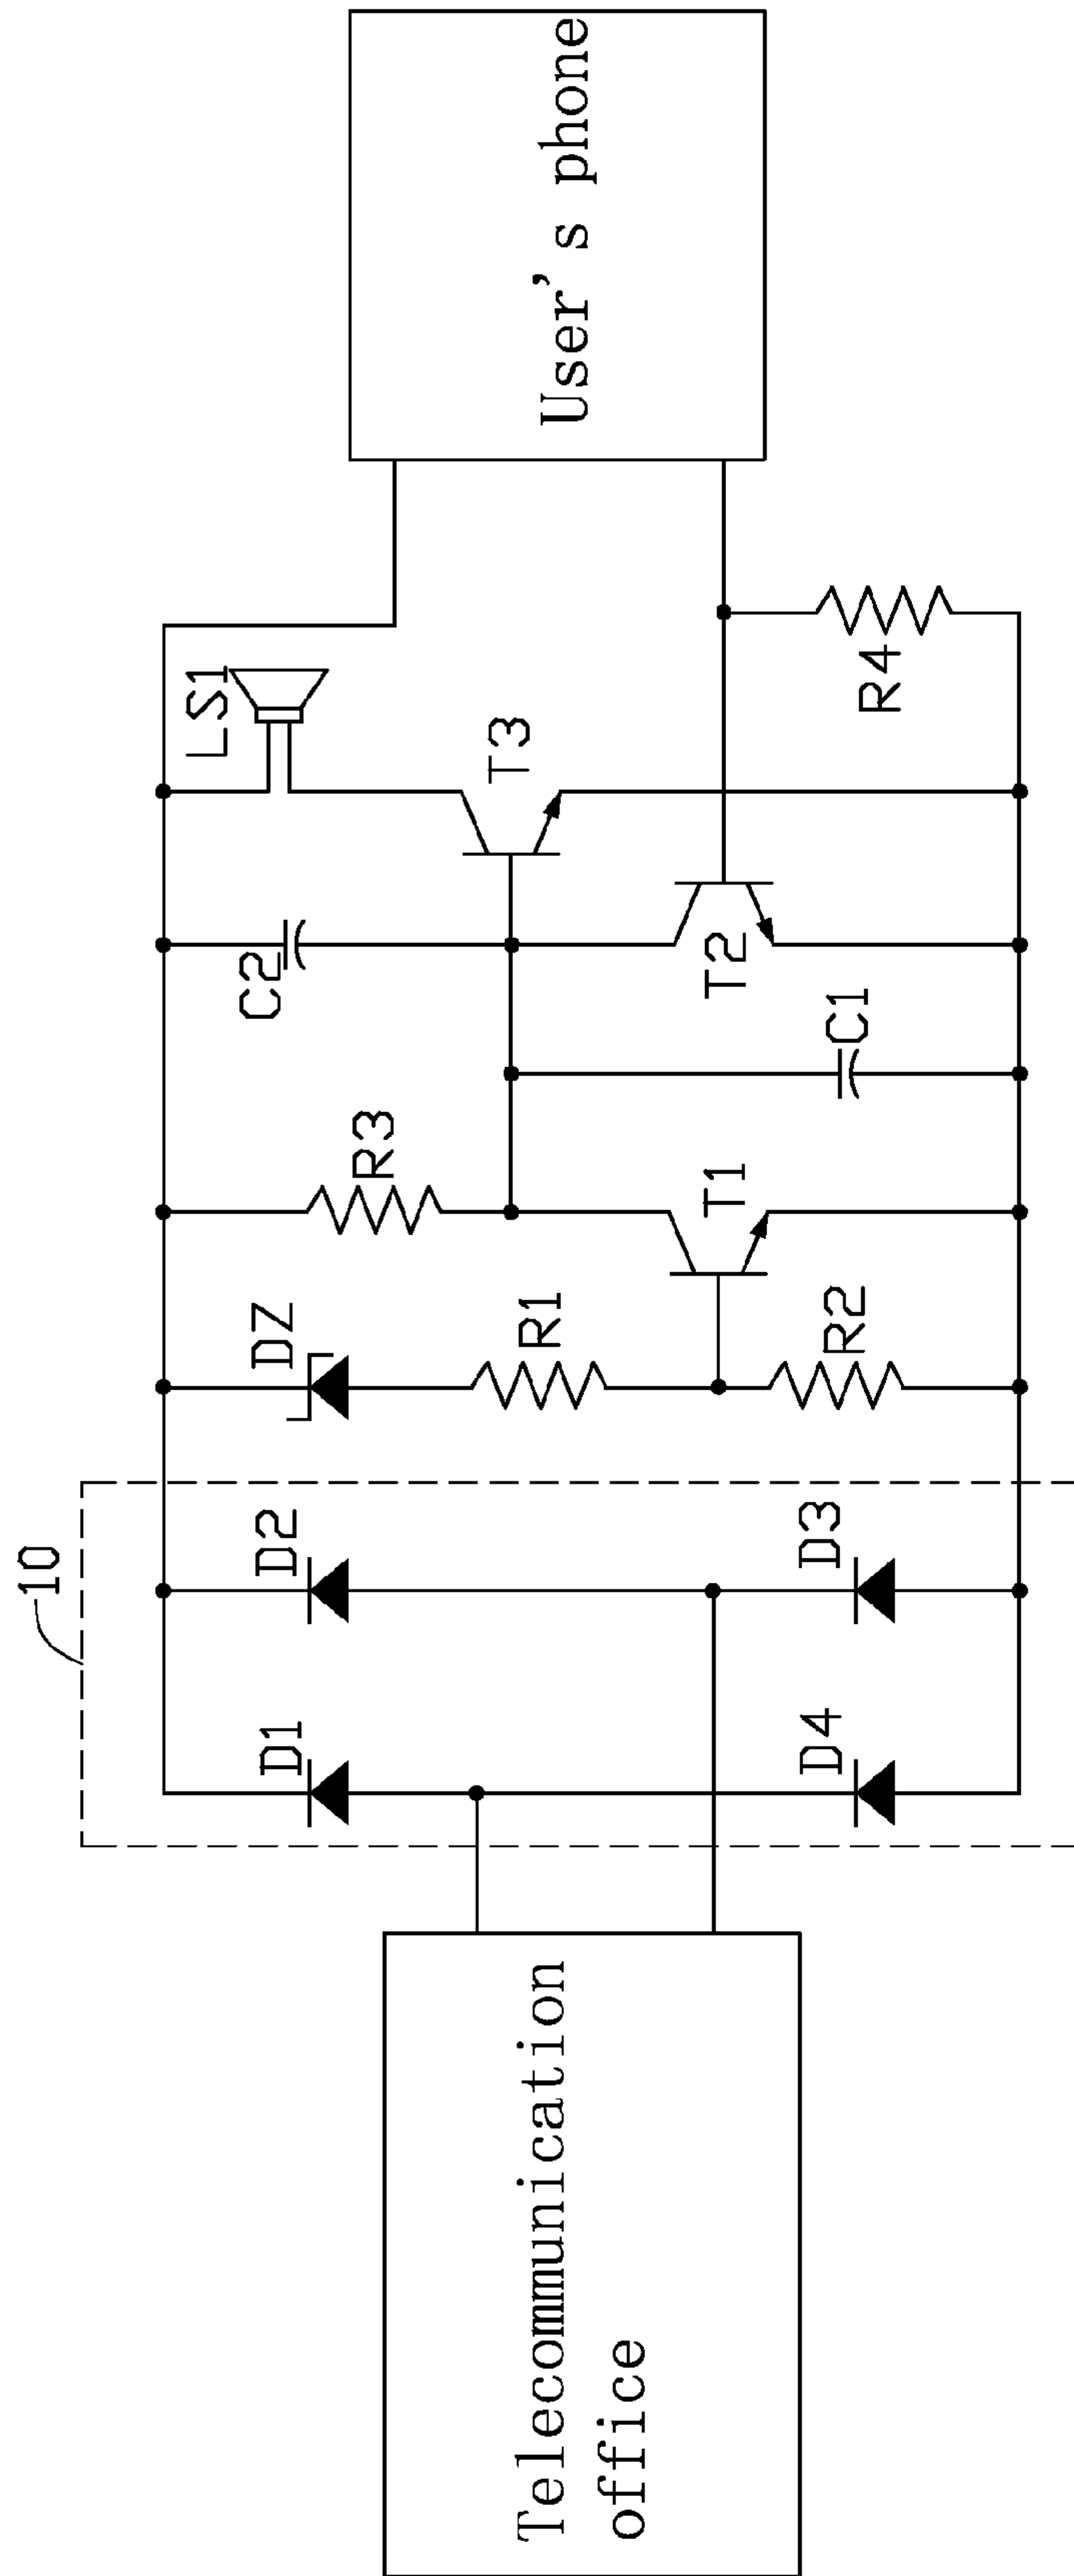 10
D1
D2
D4
D3
DZ
R1
R2
R3
T1
C1
C2
T2
T3
LS1
R4
Telecommunication
office
User's phone